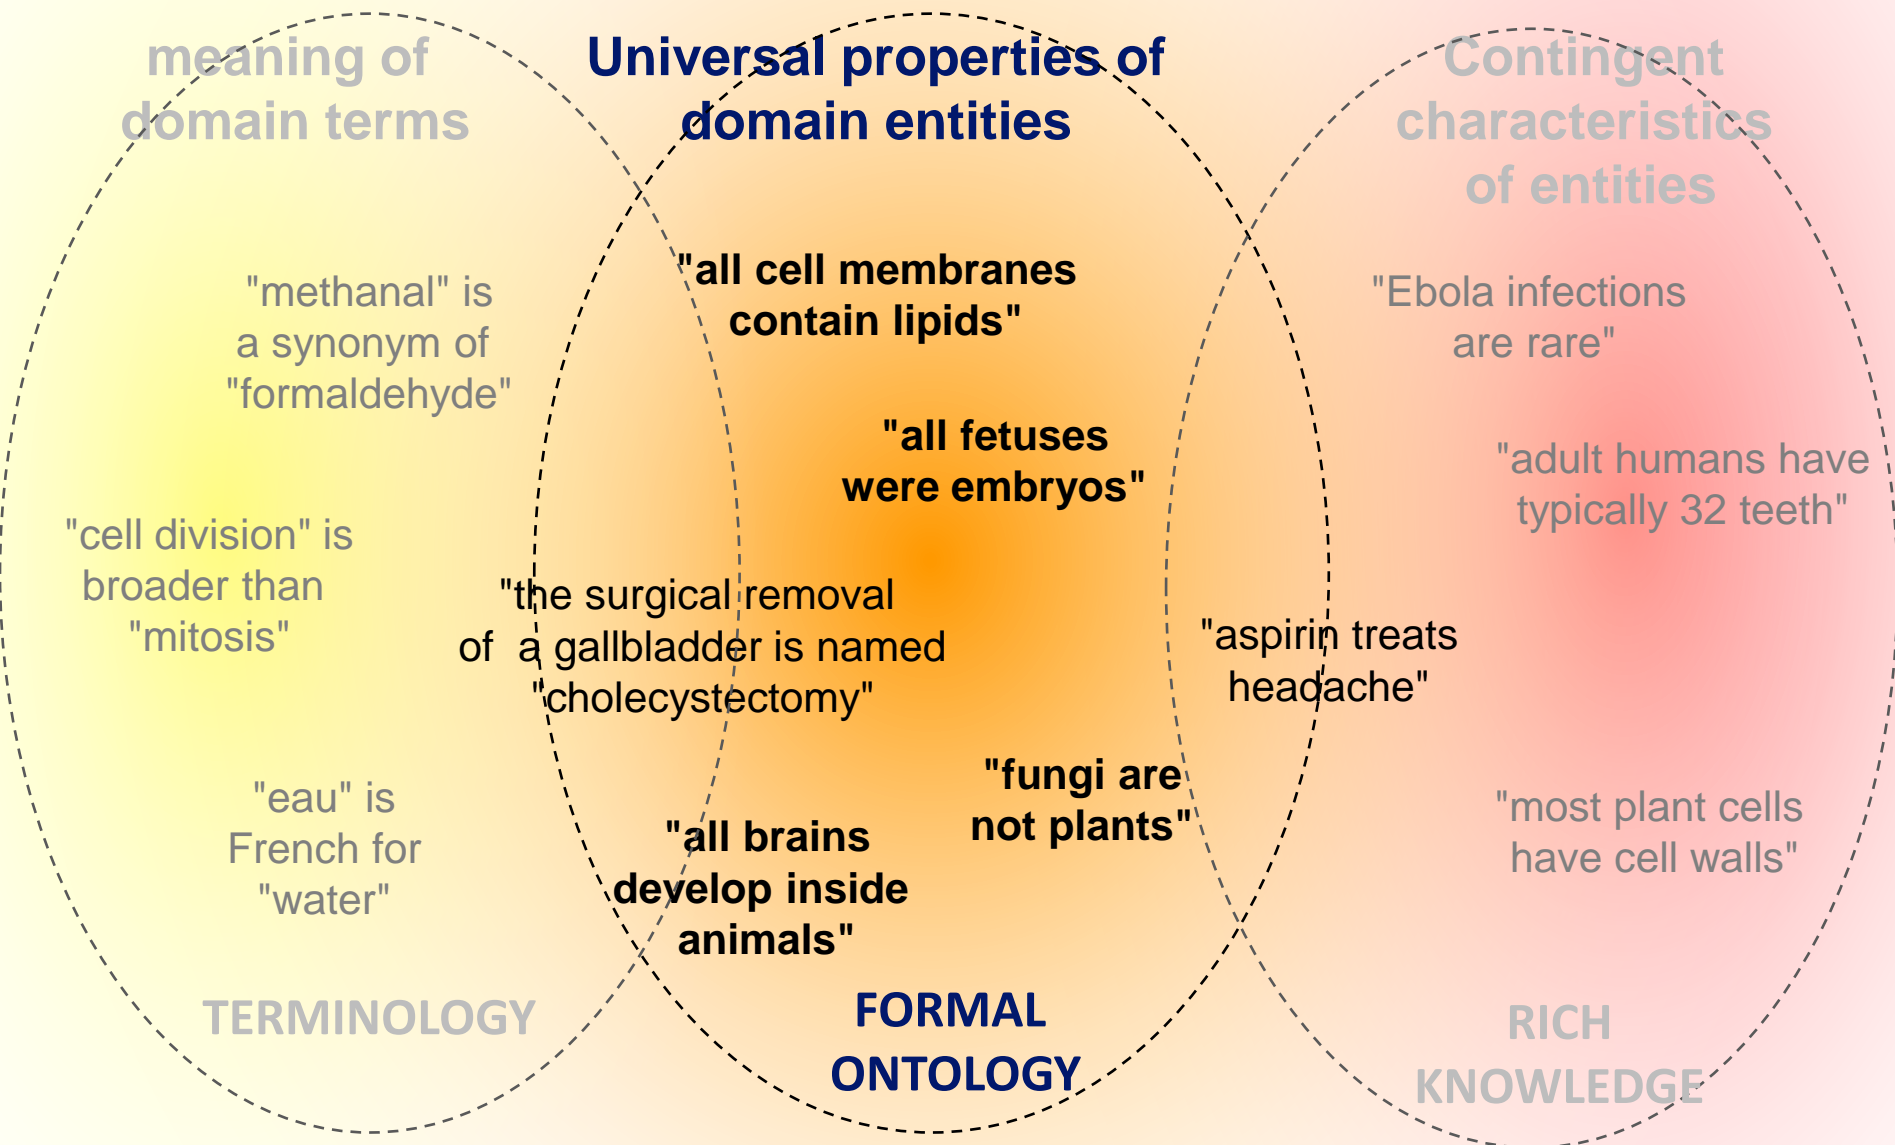 meaning of
domain terms
Universal properties of
domain entities
Contingent
characteristics
of entities
"methanal" is
a synonym of
"formaldehyde"
"all cell membranes
contain lipids"
"Ebola infections
are rare"
"all fetuses
were embryos"
"adult humans have
typically 32 teeth"
"cell division" is
broader than
"mitosis"
"the surgical removal
of a gallbladder is named
"cholecystectomy"
"aspirin treats
headache"
"eau" is
French for
"water"
"all brains
develop inside
animals"
"fungi are
not plants"
"most plant cells
have cell walls"
TERMINOLOGY
FORMAL
ONTOLOGY
RICH
KNOWLEDGE